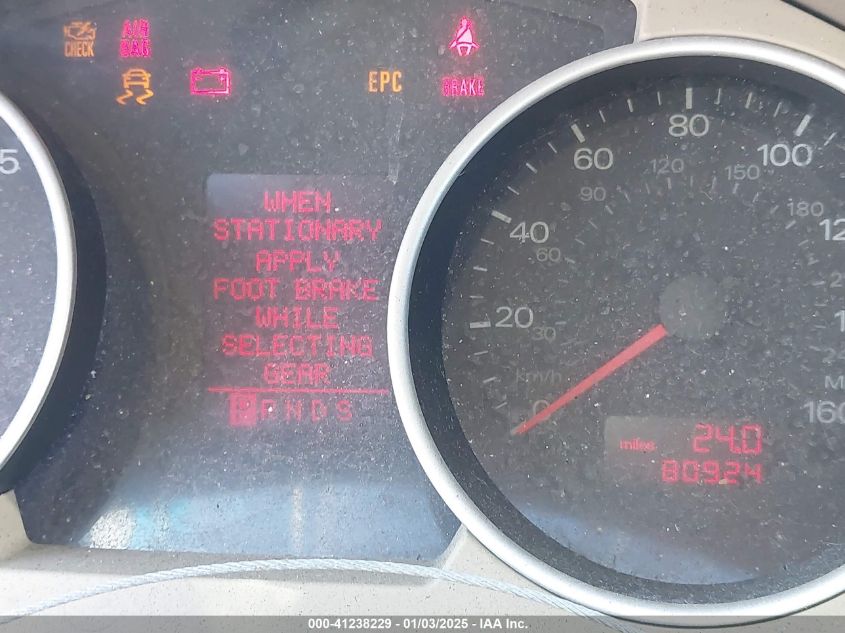 CHECK
AIR
BAG
EPC
BRAKE
5
WHEN
STATIONARY
APPLY
FOOT BRAKE
WHILE
SELECTING
GEAR
P R N D S
0
20
40
60
80
100
160
30
60
90
120
150
180
km/h
miles 24.0
80924
000-41238229 - 01/03/2025 - IAA Inc.